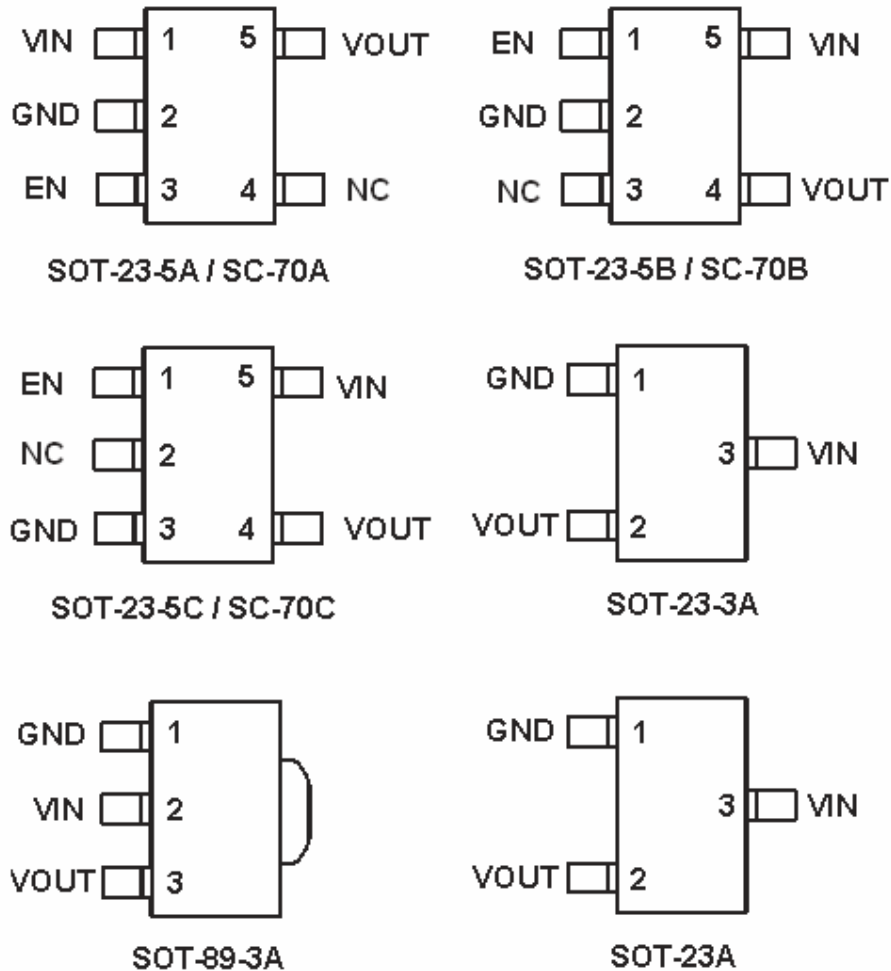 VIN 1 5 VOUT
GND 2
EN 3 4 NC
SOT-23-5A / SC-70A
EN 1 5 VIN
GND 2
NC 3 4 VOUT
SOT-23-5B / SC-70B
EN 1 5 VIN
NC 2
GND 3 4 VOUT
SOT-23-5C / SC-70C
GND 1
3 VIN
VOUT 2
SOT-23-3A
GND 1
VIN 2
VOUT 3
SOT-89-3A
GND 1
3 VIN
VOUT 2
SOT-23A